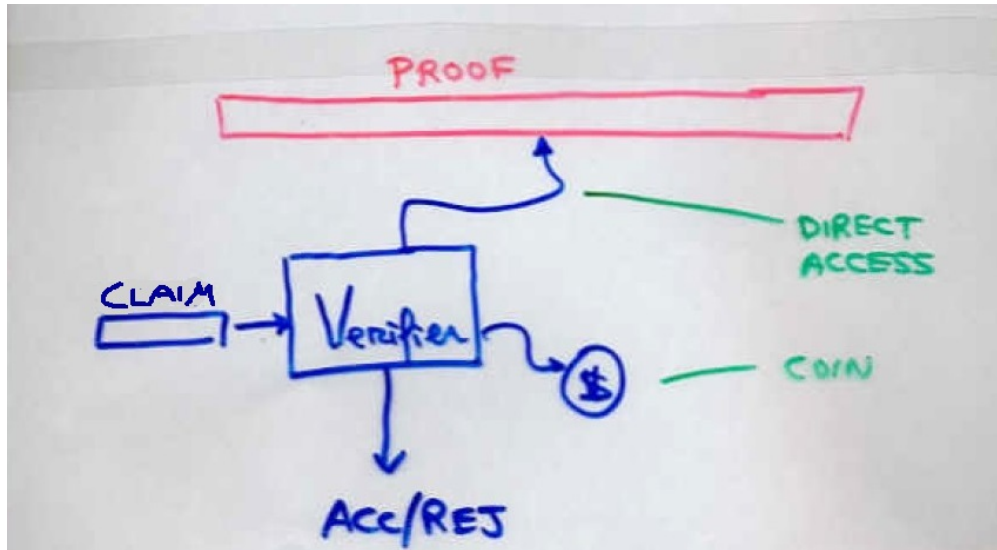 PROOF
DIRECT
ACCESS
CLAIM
Verifier
$
COIN
ACC/REJ